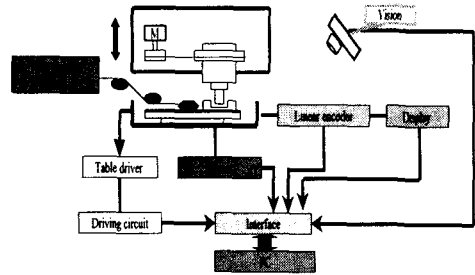 Vision
M
Linear encoder
Display
Table driver
Driving circuit
Interface